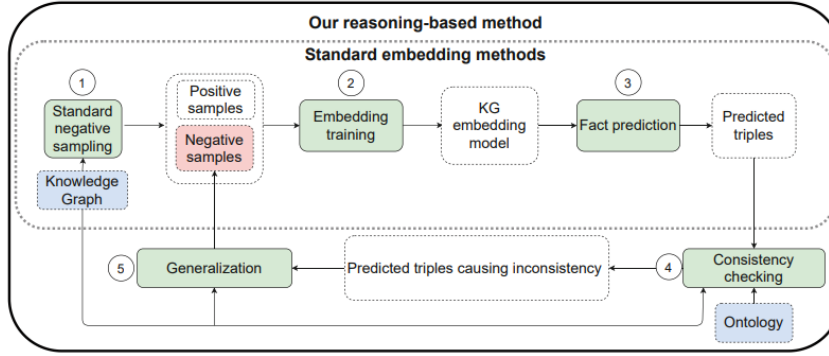 Our reasoning-based method
Standard embedding methods
1
Standard
negative
sampling
Positive
samples
Negative
samples
2
Embedding
training
KG
embedding
model
3
Fact prediction
Predicted
triples
Knowledge
Graph
5
Generalization
Predicted triples causing inconsistency
4
Consistency
checking
Ontology